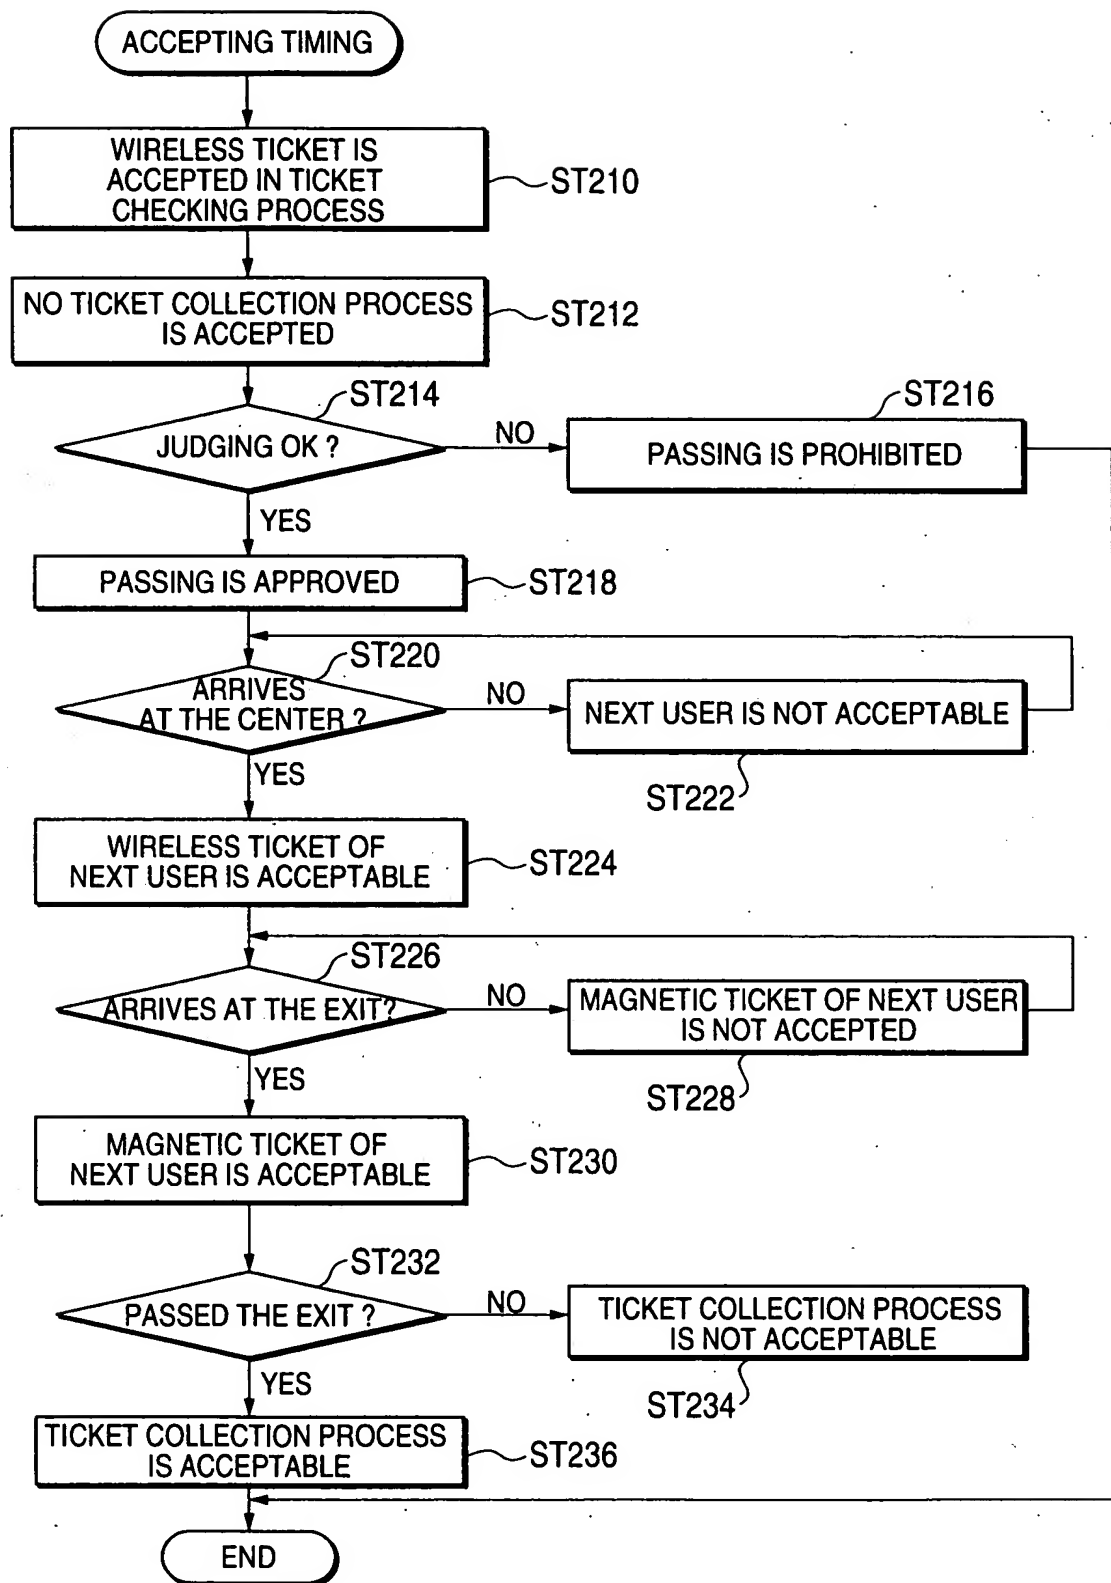 ACCEPTING TIMING
WIRELESS TICKET IS
ACCEPTED IN TICKET
CHECKING PROCESS
ST210
NO TICKET COLLECTION PROCESS
IS ACCEPTED
ST212
ST214
JUDGING OK ?
NO
ST216
PASSING IS PROHIBITED
YES
PASSING IS APPROVED
ST218
ST220
ARRIVES
AT THE CENTER ?
NO
NEXT USER IS NOT ACCEPTABLE
ST222
YES
WIRELESS TICKET OF
NEXT USER IS ACCEPTABLE
ST224
ST226
ARRIVES AT THE EXIT?
NO
MAGNETIC TICKET OF NEXT USER
IS NOT ACCEPTED
ST228
YES
MAGNETIC TICKET OF
NEXT USER IS ACCEPTABLE
ST230
ST232
PASSED THE EXIT ?
NO
TICKET COLLECTION PROCESS
IS NOT ACCEPTABLE
ST234
YES
TICKET COLLECTION PROCESS
IS ACCEPTABLE
ST236
END